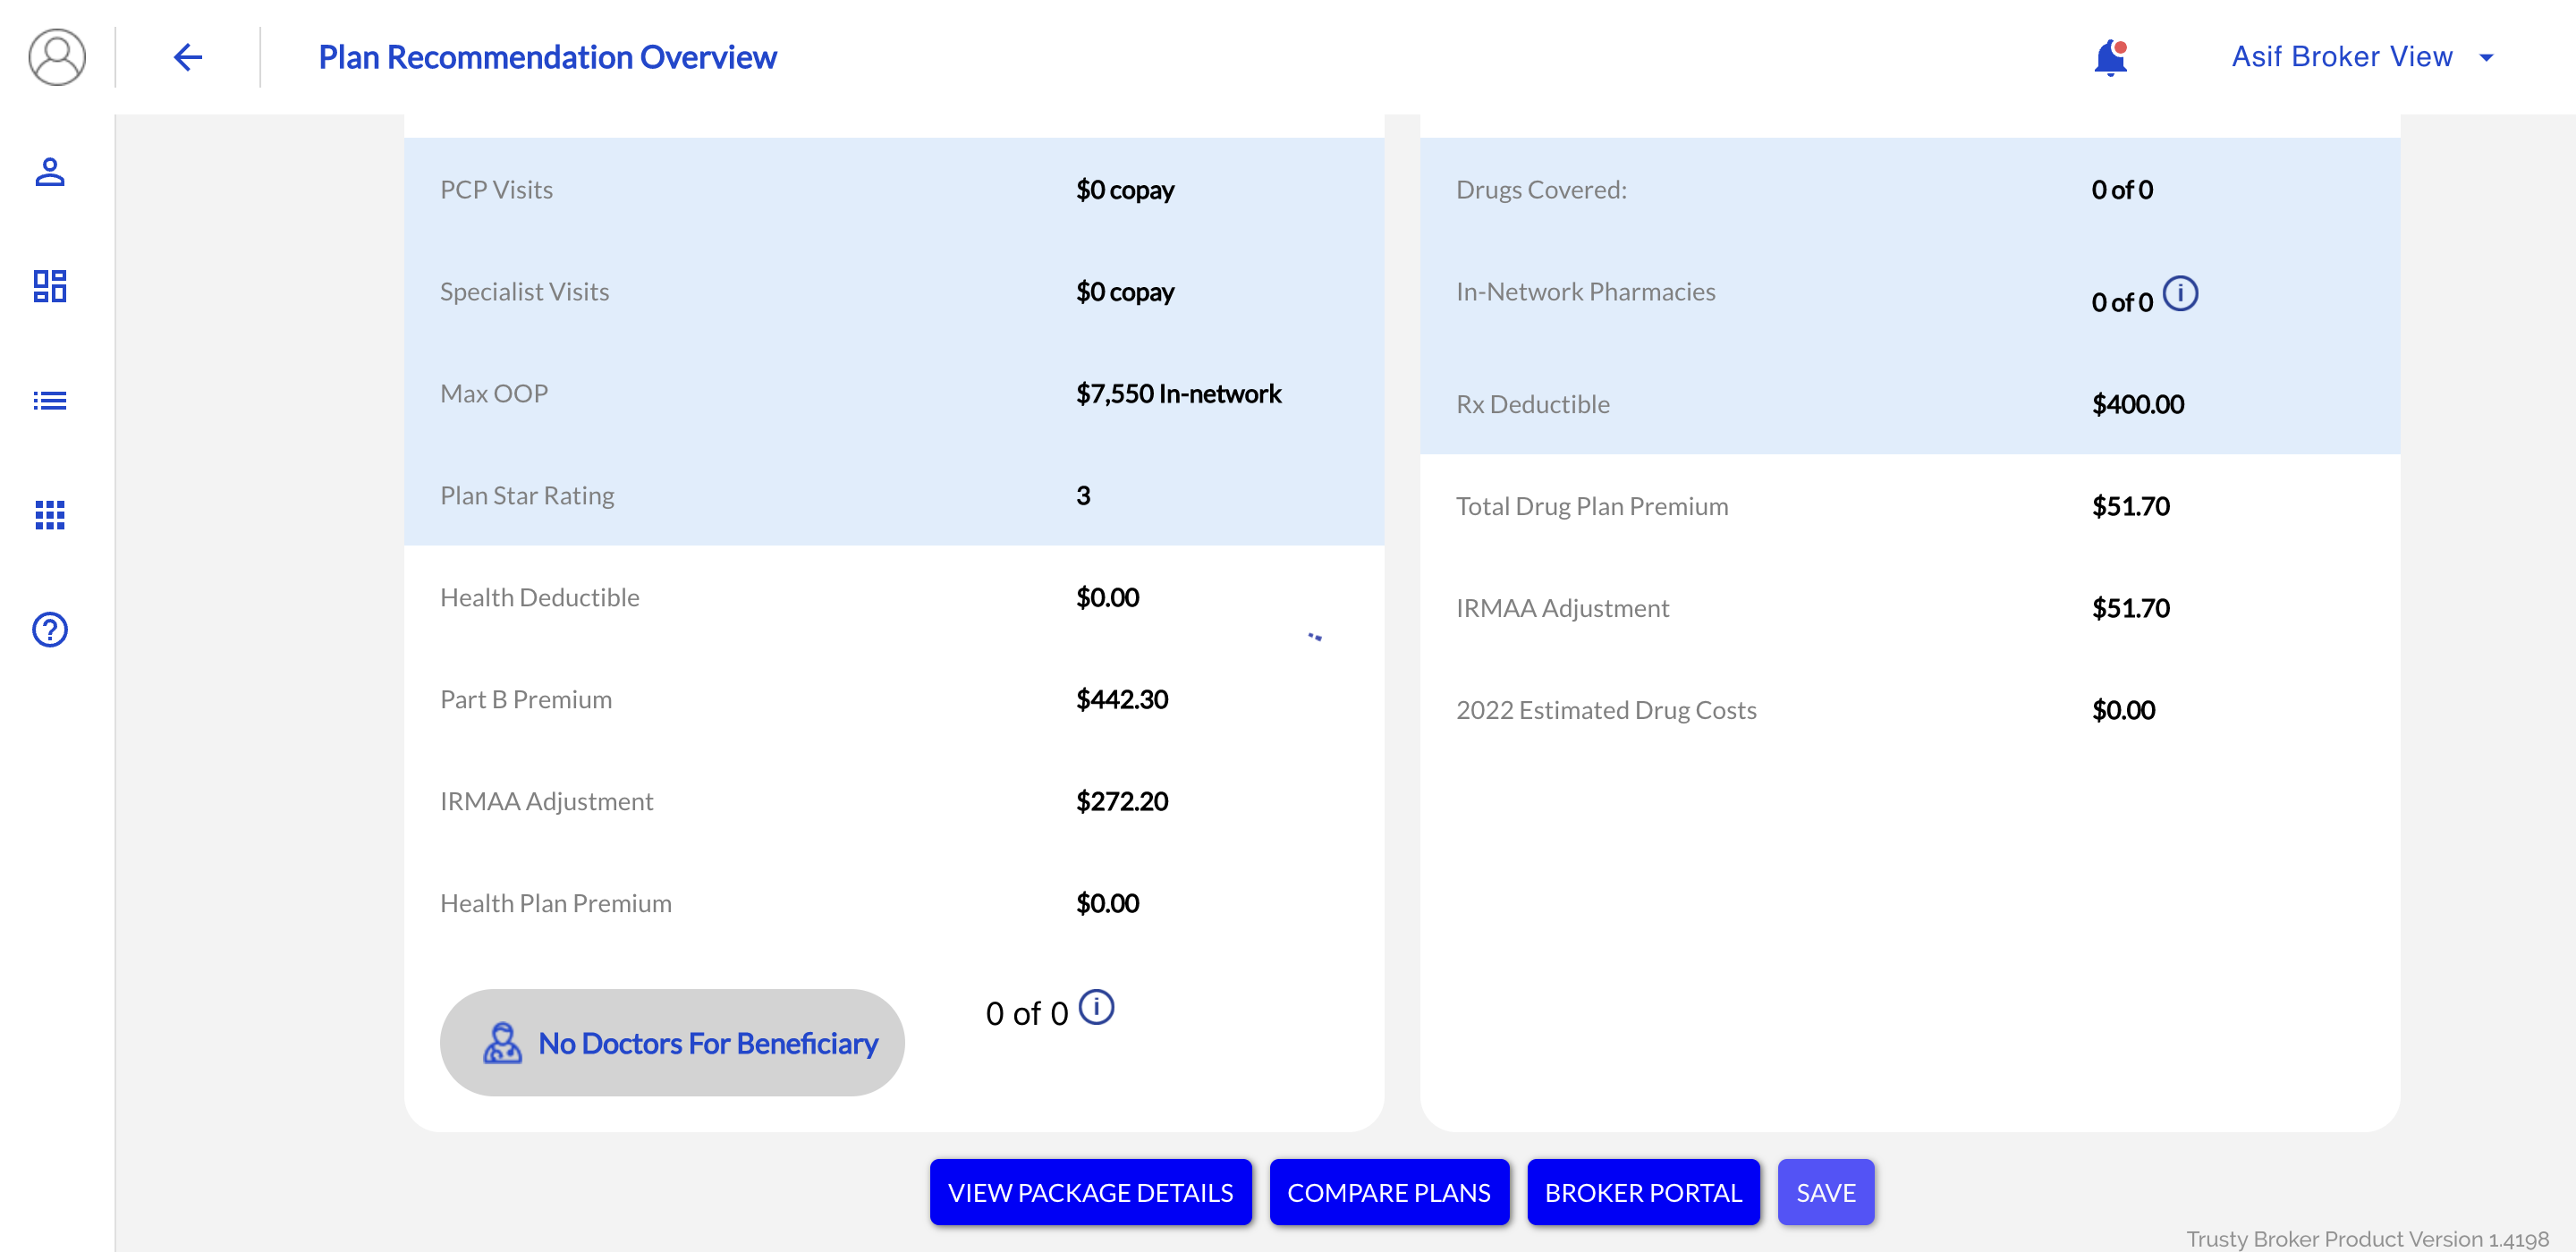 Plan Recommendation Overview
Asif Broker View
PCP Visits $0 copay
Specialist Visits $0 copay
Max OOP $7,550 In-network
Plan Star Rating 3
Health Deductible $0.00
Part B Premium $442.30
IRMAA Adjustment $272.20
Health Plan Premium $0.00
No Doctors For Beneficiary 0 of 0 i
Drugs Covered: 0 of 0
In-Network Pharmacies 0 of 0 i
Rx Deductible $400.00
Total Drug Plan Premium $51.70
IRMAA Adjustment $51.70
2022 Estimated Drug Costs $0.00
VIEW PACKAGE DETAILS COMPARE PLANS BROKER PORTAL SAVE
Trusty Broker Product Version 1.4198